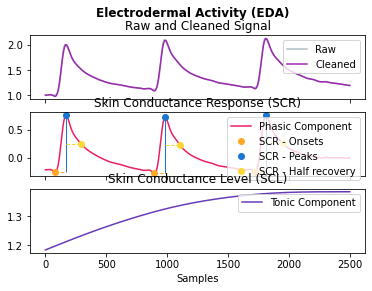 Electrodermal Activity (EDA)
Raw and Cleaned Signal
2.0
1.5
1.0
Raw
Cleaned
Skin Conductance Response (SCR)
0.5
0.0
Phasic Component
SCR - Onsets
SCR - Peaks
SCR - Half recovery
Skin Conductance Level (SCL)
1.3
1.2
Tonic Component
0 500 1000 1500 2000 2500
Samples